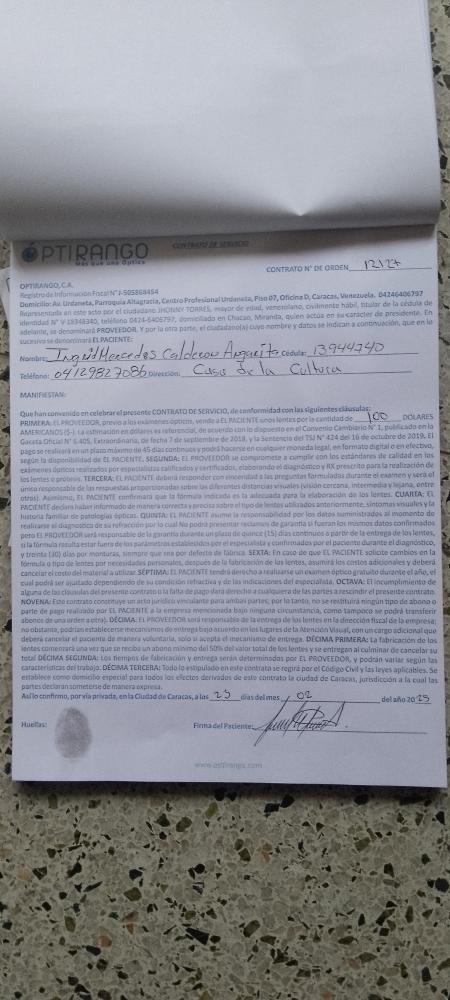 ÓPTIRANGO
Más que una Óptica
CONTRATO DE SERVICIO
CONTRATO N° DE ORDEN 12127
OPTIRANGO, C.A.
Registro de Información Fiscal N° J-505868454
Domicilio: Av. Urdaneta, Parroquia Altagracia, Centro Profesional Urdaneta, Piso 07, Oficina D, Caracas, Venezuela. 04246406797
Representada en este acto por el ciudadano JHONNY TORRES, mayor de edad, venezolano, civilmente hábil, titular de la cédula de
identidad N° V-18348340, teléfono 0424-6406797, domiciliado en Chacao, Miranda, quien actúa en su carácter de presidente. En
adelante, se denominará PROVEEDOR. Y por la otra parte, el ciudadano(a) cuyo nombre y datos se indican a continuación, que en lo
sucesivo se denominará EL PACIENTE:
Nombre: Ingrid Mercedes Calderon Cédula: 13944740
Teléfono: 04129827086 Dirección: Casa de la Cultura
MANIFIESTAN:
Que han convenido en celebrar el presente CONTRATO DE SERVICIO, de conformidad con las siguientes cláusulas:
PRIMERA: EL PROVEEDOR, previo a los exámenes ópticos, vende a EL PACIENTE unos lentes por la cantidad de 100 DOLARES
AMERICANOS ($-). La estimación en dólares es referencial, de acuerdo con lo dispuesto en el Convenio Cambiario N° 1, publicado en la
Gaceta Oficial N° 6.405, Extraordinaria, de fecha 7 de septiembre de 2018, y la Sentencia del TSJ N° 424 del 16 de octubre de 2019. El
pago se realizará en un plazo máximo de 45 días continuos y podrá hacerse en cualquier moneda legal, en formato digital o en efectivo,
según la disponibilidad de EL PACIENTE. SEGUNDA: EL PROVEEDOR se compromete a cumplir con los estándares de calidad en los
exámenes ópticos realizados por especialistas calificados y certificados, elaborando el diagnóstico y RX prescrito para la realización de
los lentes o prótesis. TERCERA: EL PACIENTE deberá responder con sinceridad a las preguntas formuladas durante el examen y será el
único responsable de las respuestas proporcionadas sobre las diferentes distancias visuales (visión cercana, intermedia y lejana, entre
otros). Asimismo, EL PACIENTE confirmará que la fórmula indicada es la adecuada para la elaboración de los lentes. CUARTA: EL
PACIENTE declara haber informado de manera correcta y precisa sobre el tipo de lentes utilizados anteriormente, síntomas visuales y la
historia familiar de patologías ópticas. QUINTA: EL PACIENTE asume la responsabilidad por los datos suministrados al momento de
realizarse el diagnostico de su refracción por lo cual No podrá presentar reclamos de garantía si fueran los mismos datos confirmados
pero EL PROVEEDOR será responsable de la garantía durante un plazo de quince (15) días continuos a partir de la entrega de los lentes,
si la fórmula resulta estar fuera de los parámetros establecidos por el especialista y confirmados por el paciente durante el diagnóstico,
y treinta (30) días por monturas, siempre que sea por defecto de fábrica. SEXTA: En caso de que EL PACIENTE solicite cambios en la
fórmula o tipo de lentes por necesidades personales, después de la fabricación de los lentes, asumirá los costos adicionales y deberá
cancelar el costo del material a utilizar. SÉPTIMA: EL PACIENTE tendrá derecho a realizarse un examen óptico gratuito durante el año, el
cual podrá ser ajustado dependiendo de su condición refractiva y de las indicaciones del especialista. OCTAVA: El incumplimiento de
alguna de las cláusulas del presente contrato o la falta de pago dará derecho a cualquiera de las partes a rescindir el presente contrato.
NOVENA: Este contrato constituye un acto jurídico vinculante para ambas partes; por lo tanto, no se restituirá ningún tipo de abono o
parte de pago realizado por EL PACIENTE a la empresa mencionada bajo ninguna circunstancia, como tampoco se podrá transferir
abonos de una orden a otra). DÉCIMA: EL PROVEEDOR será responsable de la entrega de los lentes en la dirección fiscal de la empresa;
no obstante, podrían establecerse mecanismos de entrega bajo acuerdo en los lugares de la Atención Visual, con un cargo adicional que
deberá cancelar el paciente de manera voluntaria, solo si acepta el mecanismo de entrega. DÉCIMA PRIMERA: La fabricación de los
lentes comenzará una vez que se reciba un abono mínimo del 50% del valor total de los lentes y se entregan al culminar de cancelar su
total DÉCIMA SEGUNDA: Los tiempos de fabricación y entrega serán determinados por EL PROVEEDOR, y podrán variar según las
características del trabajo. DÉCIMA TERCERA: Todo lo estipulado en este contrato se regirá por el Código Civil y las leyes aplicables. Se
establece como domicilio especial para todos los efectos derivados de este contrato la ciudad de Caracas, jurisdicción a la cual las
partes declaran someterse de manera expresa.
Así lo confirmo, por vía privada, en la Ciudad de Caracas, a las 25 días del mes 02 del año 2025
Huellas: Firma del Paciente:
www.optirango.com